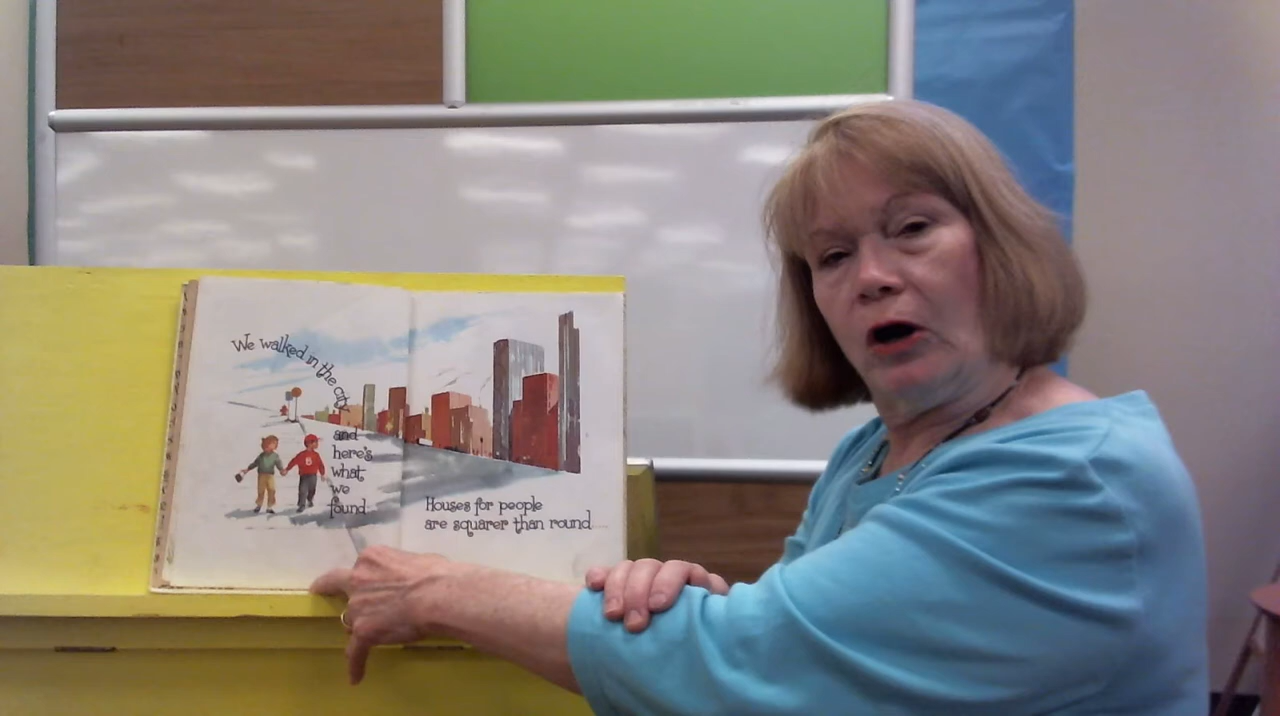 We walked in the city
and
here's
what
we
found
Houses for people
are squarer than round